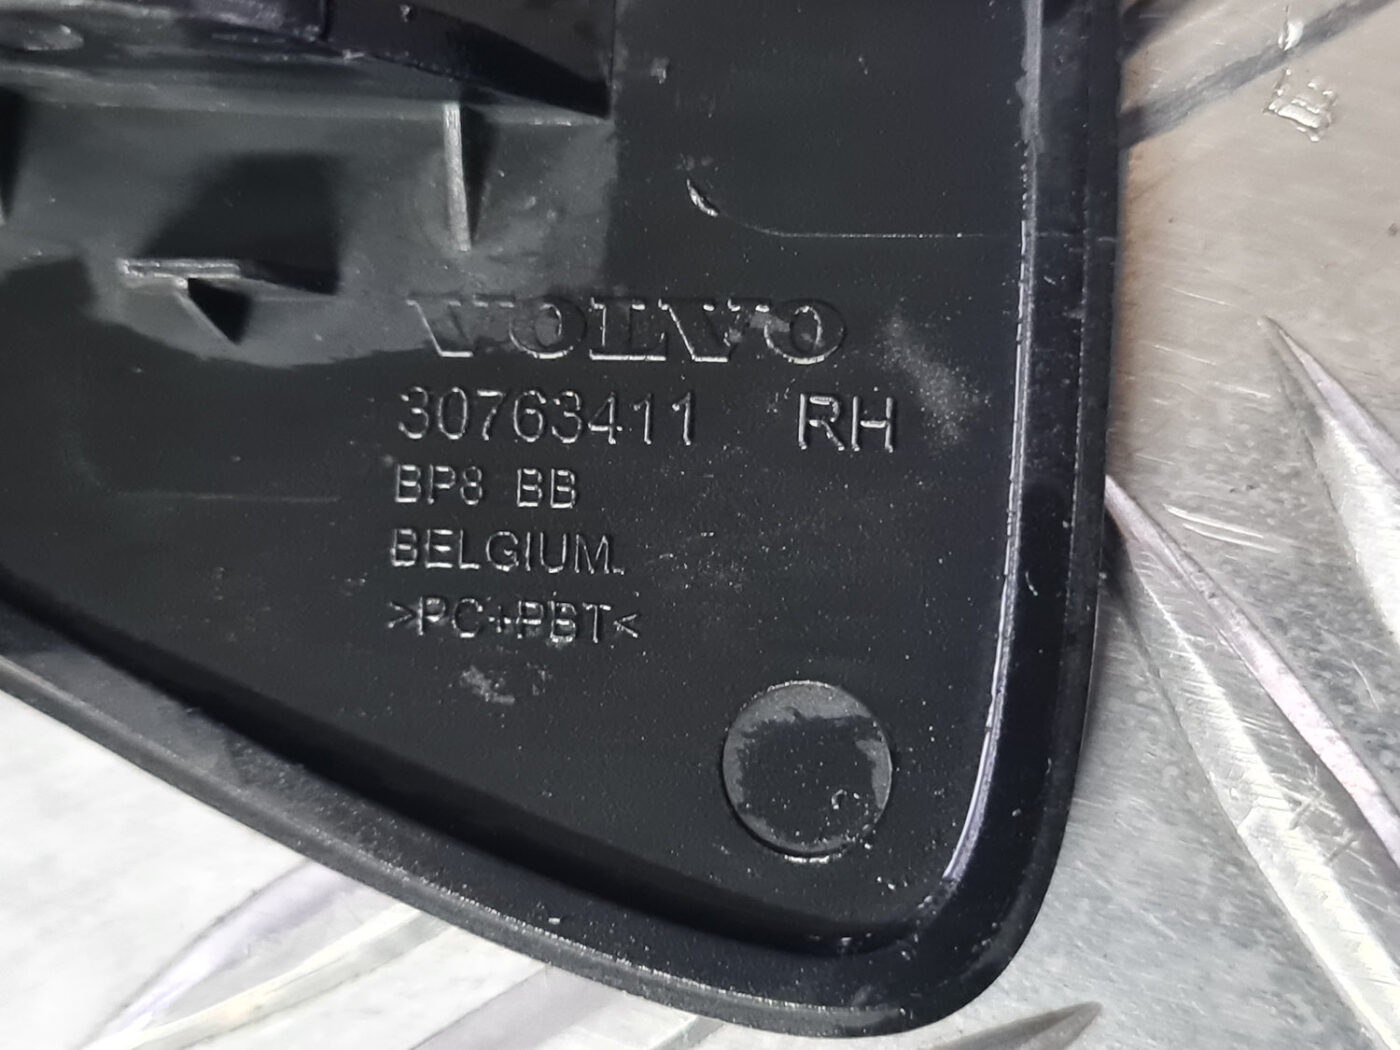 VOLVO
30763411 RH
BP8 BB
BELGIUM.
>PC+PBT<